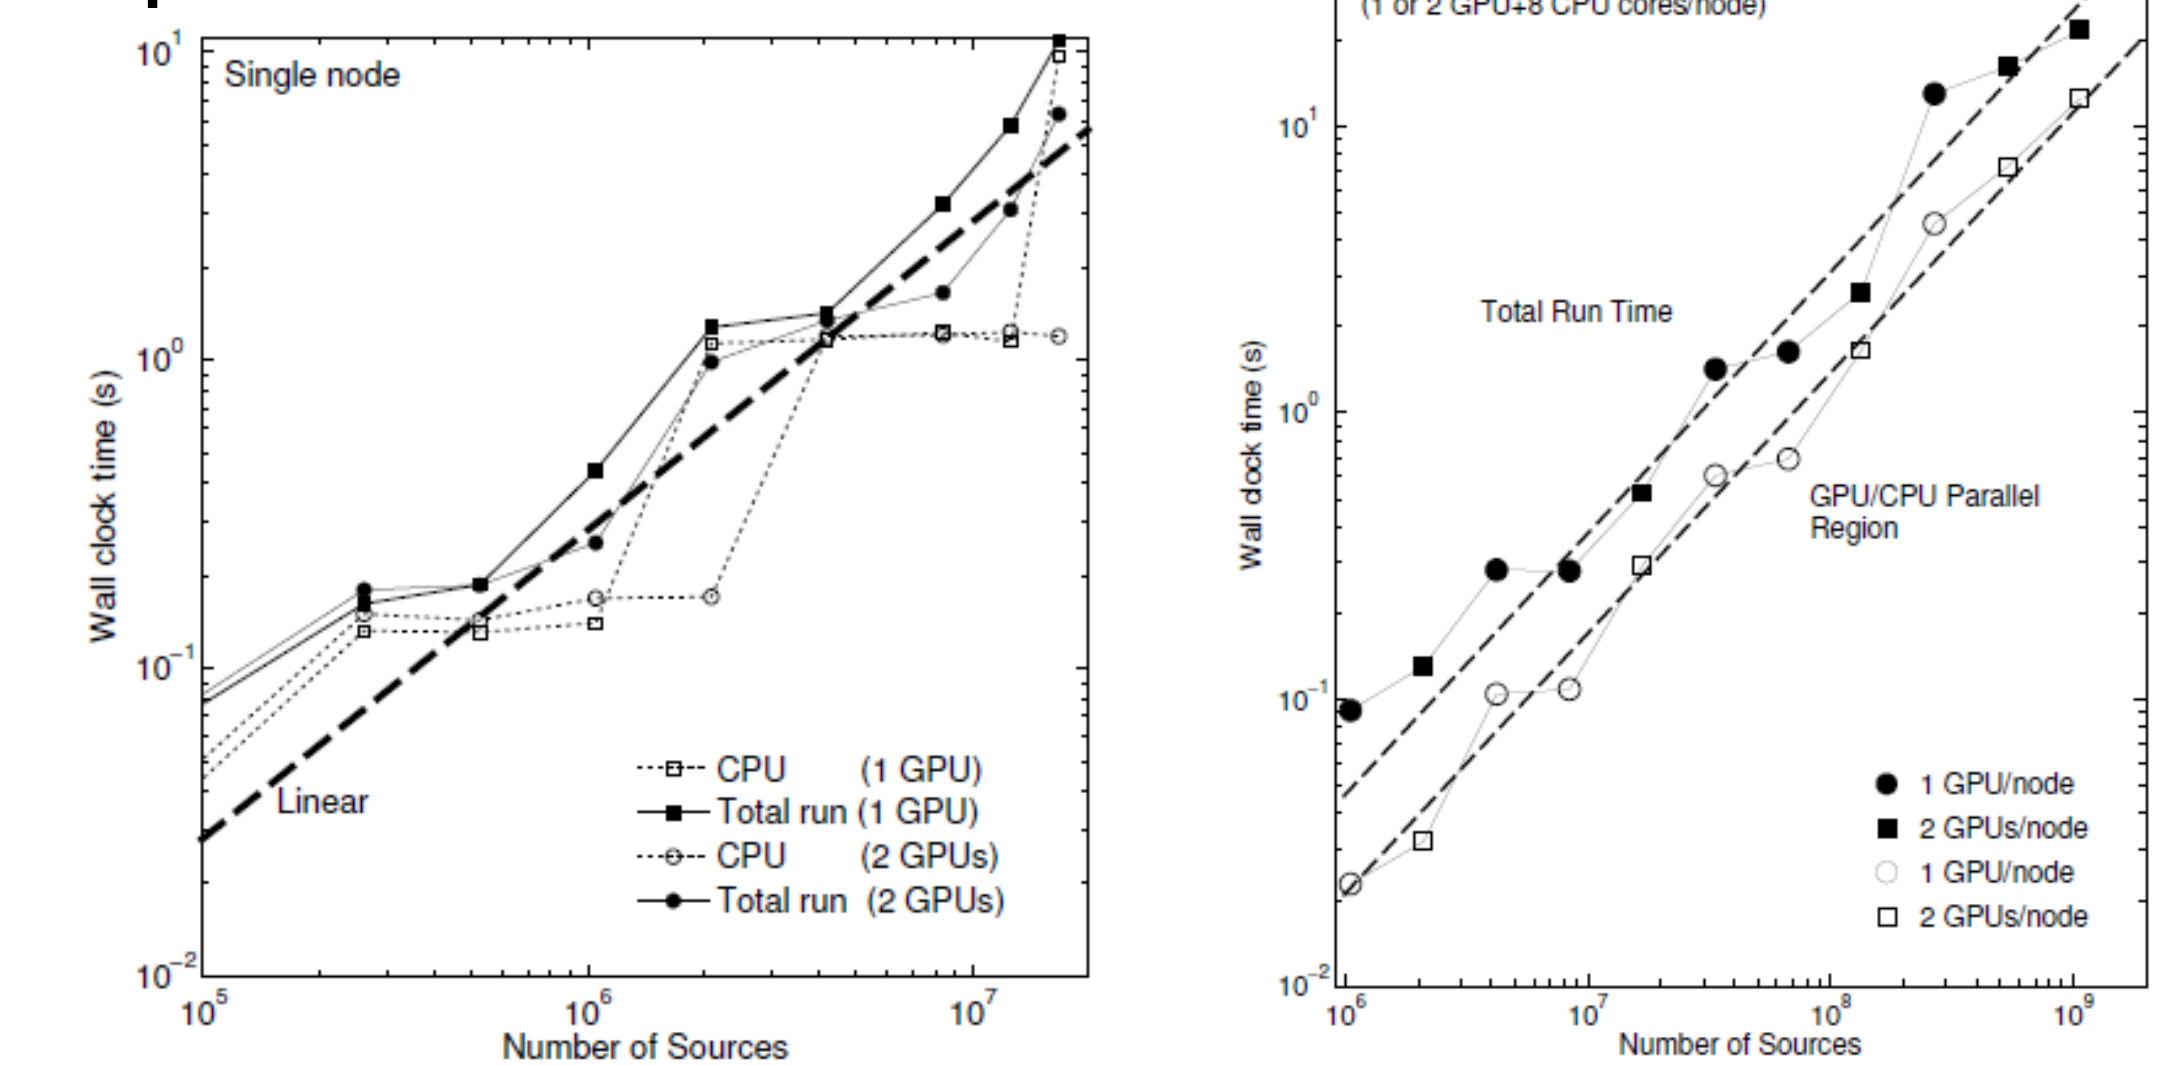 10^1
Single node
10^0
10^-1
10^-2
Wall clock time (s)
Linear
CPU (1 GPU)
Total run (1 GPU)
CPU (2 GPUs)
Total run (2 GPUs)
10^5 10^6 10^7
Number of Sources
(1 or 2 GPU+8 CPU cores/node)
10^1
Total Run Time
10^0
Wall clock time (s)
GPU/CPU Parallel
Region
10^-1
1 GPU/node
2 GPUs/node
1 GPU/node
2 GPUs/node
10^-2
10^6 10^7 10^8 10^9
Number of Sources